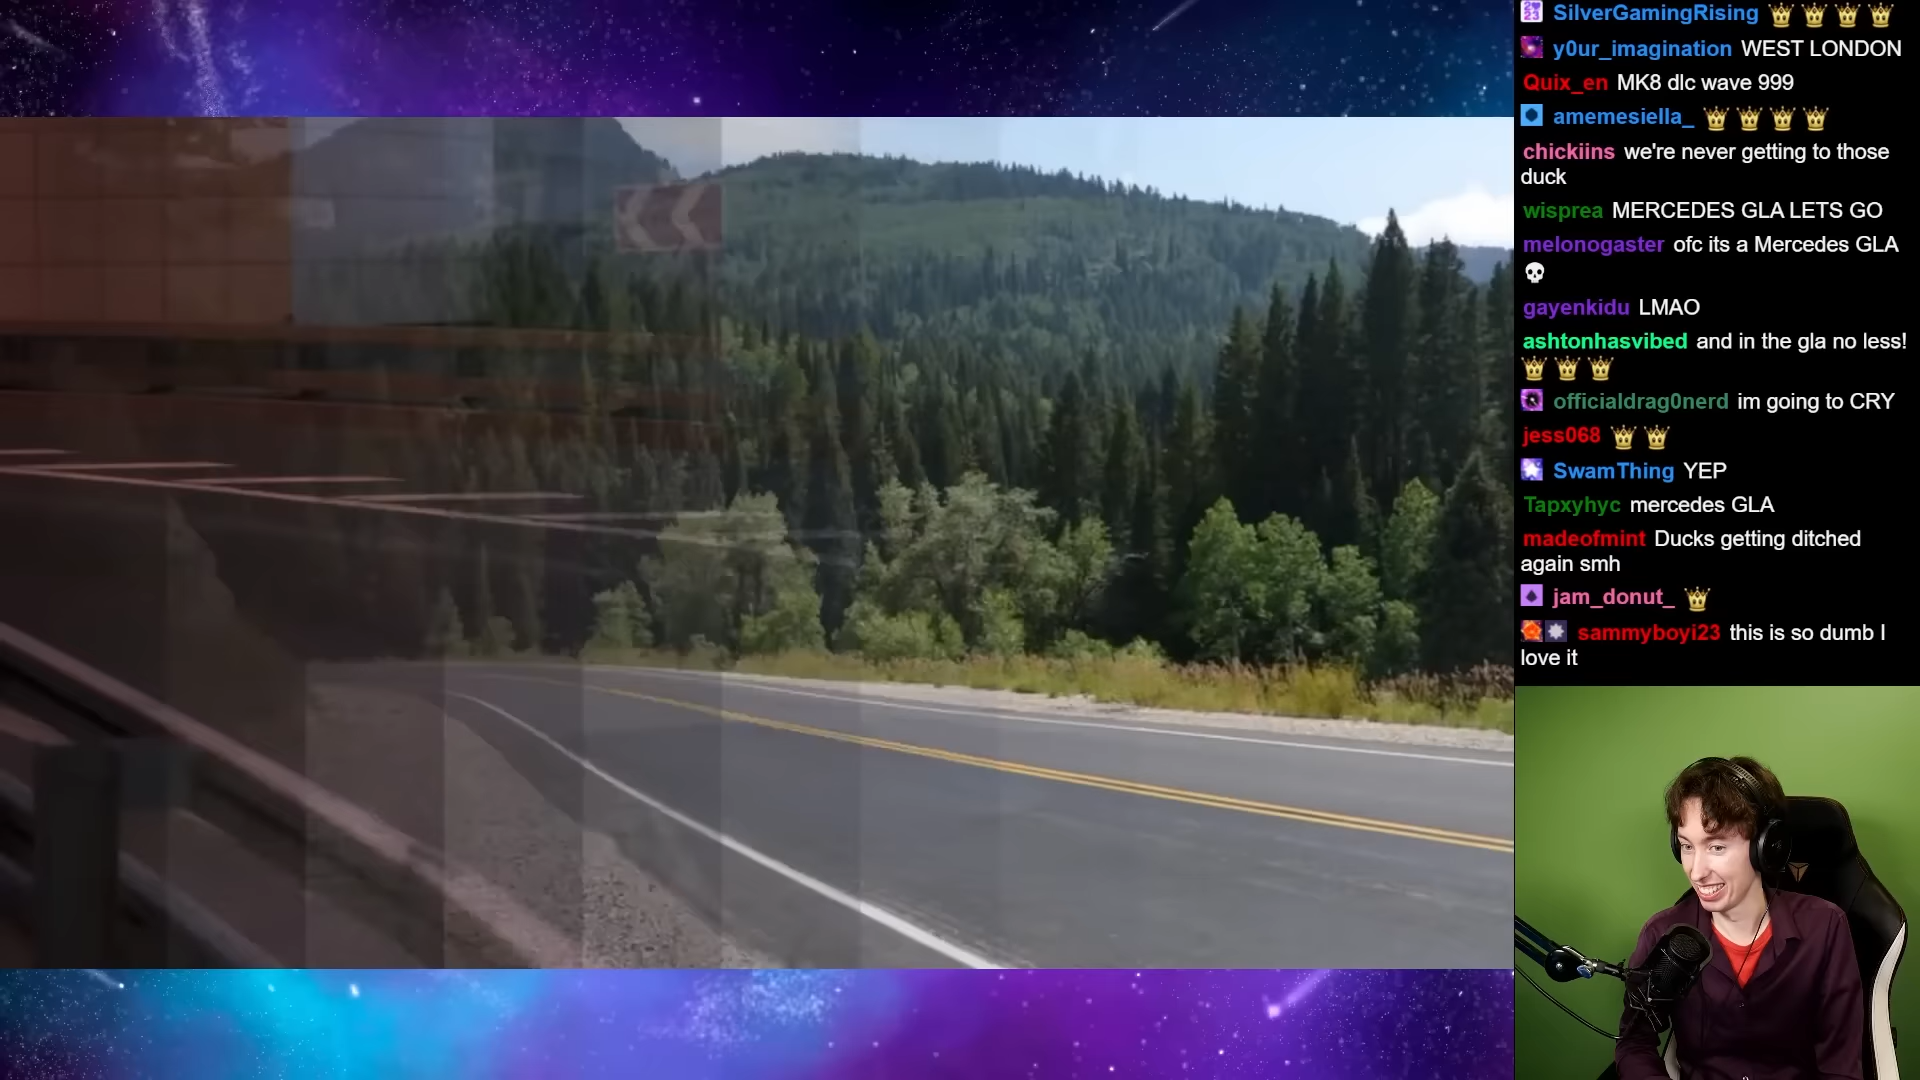 SilverGamingRising
y0ur_imagination WEST LONDON
Quix_en MK8 dlc wave 999
amemesiella_
chickiins we're never getting to those
duck
wisprea MERCEDES GLA LETS GO
melonogaster ofc its a Mercedes GLA
gayenkidu LMAO
ashtonhasvibed and in the gla no less!
officialdrag0nerd im going to CRY
jess068
SwamThing YEP
Tapxyhyc mercedes GLA
madeofmint Ducks getting ditched
again smh
jam_donut_
sammyboyi23 this is so dumb I
love it